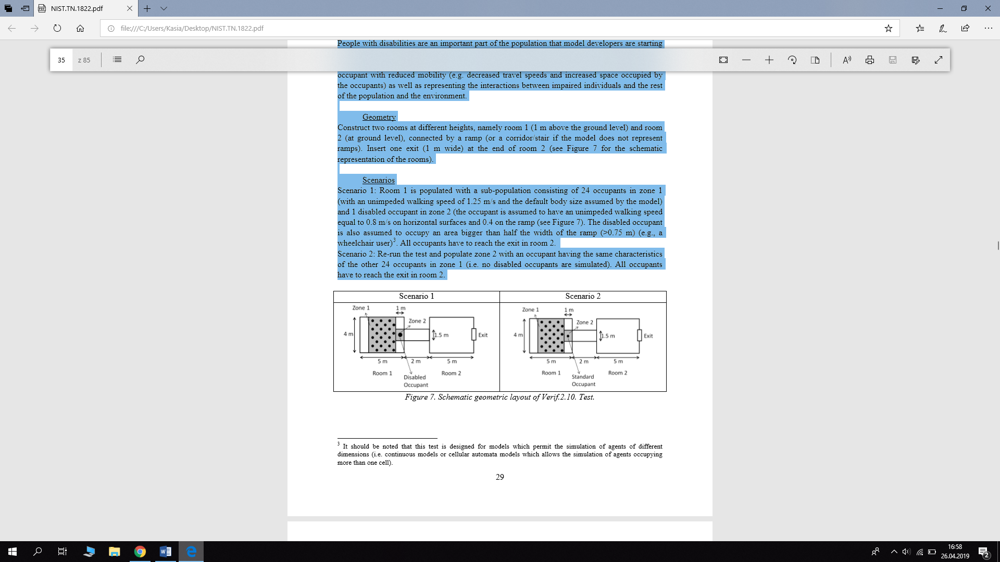 NIST.TN.1822.pdf
file:///C:/Users/Kasia/Desktop/NIST.TN.1822.pdf
People with disabilities are an important part of the population that model developers are starting
35 z 85
occupant with reduced mobility (e.g. decreased travel speeds and increased space occupied by
the occupants) as well as representing the interactions between impaired individuals and the rest
of the population and the environment.
Geometry
Construct two rooms at different heights, namely room 1 (1 m above the ground level) and room
2 (at ground level), connected by a ramp (or a corridor/stair if the model does not represent
ramps). Insert one exit (1 m wide) at the end of room 2 (see Figure 7 for the schematic
representation of the rooms).
Scenarios
Scenario 1: Room 1 is populated with a sub-population consisting of 24 occupants in zone 1
(with an unimpeded walking speed of 1.25 m/s and the default body size assumed by the model)
and 1 disabled occupant in zone 2 (the occupant is assumed to have an unimpeded walking speed
equal to 0.8 m/s on horizontal surfaces and 0.4 on the ramp (see Figure 7). The disabled occupant
is also assumed to occupy an area bigger than half the width of the ramp (>0.75 m) (e.g., a
wheelchair user)3. All occupants have to reach the exit in room 2.
Scenario 2: Re-run the test and populate zone 2 with an occupant having the same characteristics
of the other 24 occupants in zone 1 (i.e. no disabled occupants are simulated). All occupants
have to reach the exit in room 2.
Scenario 1
Zone 1
1 m
Zone 2
4 m
1.5 m
Exit
5 m
2 m
5 m
Room 1
Disabled
Occupant
Room 2
Scenario 2
Zone 1
1 m
Zone 2
4 m
1.5 m
Exit
5 m
2 m
5 m
Room 1
Standard
Occupant
Room 2
Figure 7. Schematic geometric layout of Verif.2.10. Test.
3 It should be noted that this test is designed for models which permit the simulation of agents of different
dimensions (i.e. continuous models or cellular automata models which allows the simulation of agents occupying
more than one cell).
29
16:58
26.04.2019
2